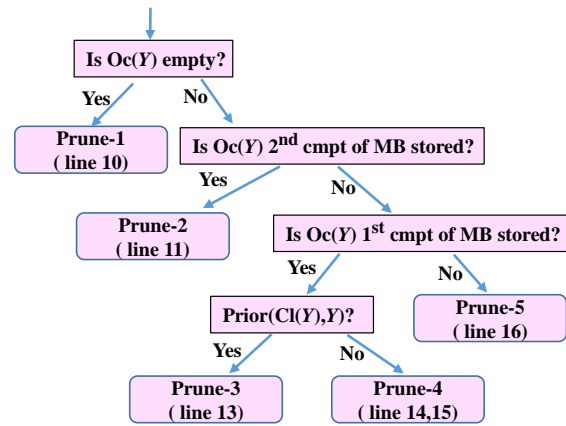 Is Oc(Y) empty?
Yes
No
Prune-1
( line 10)
Is Oc(Y) 2nd cmpt of MB stored?
Yes
No
Prune-2
( line 11)
Is Oc(Y) 1st cmpt of MB stored?
Yes
No
Prior(Cl(Y),Y)?
Prune-5
( line 16)
Yes
No
Prune-3
( line 13)
Prune-4
( line 14,15)